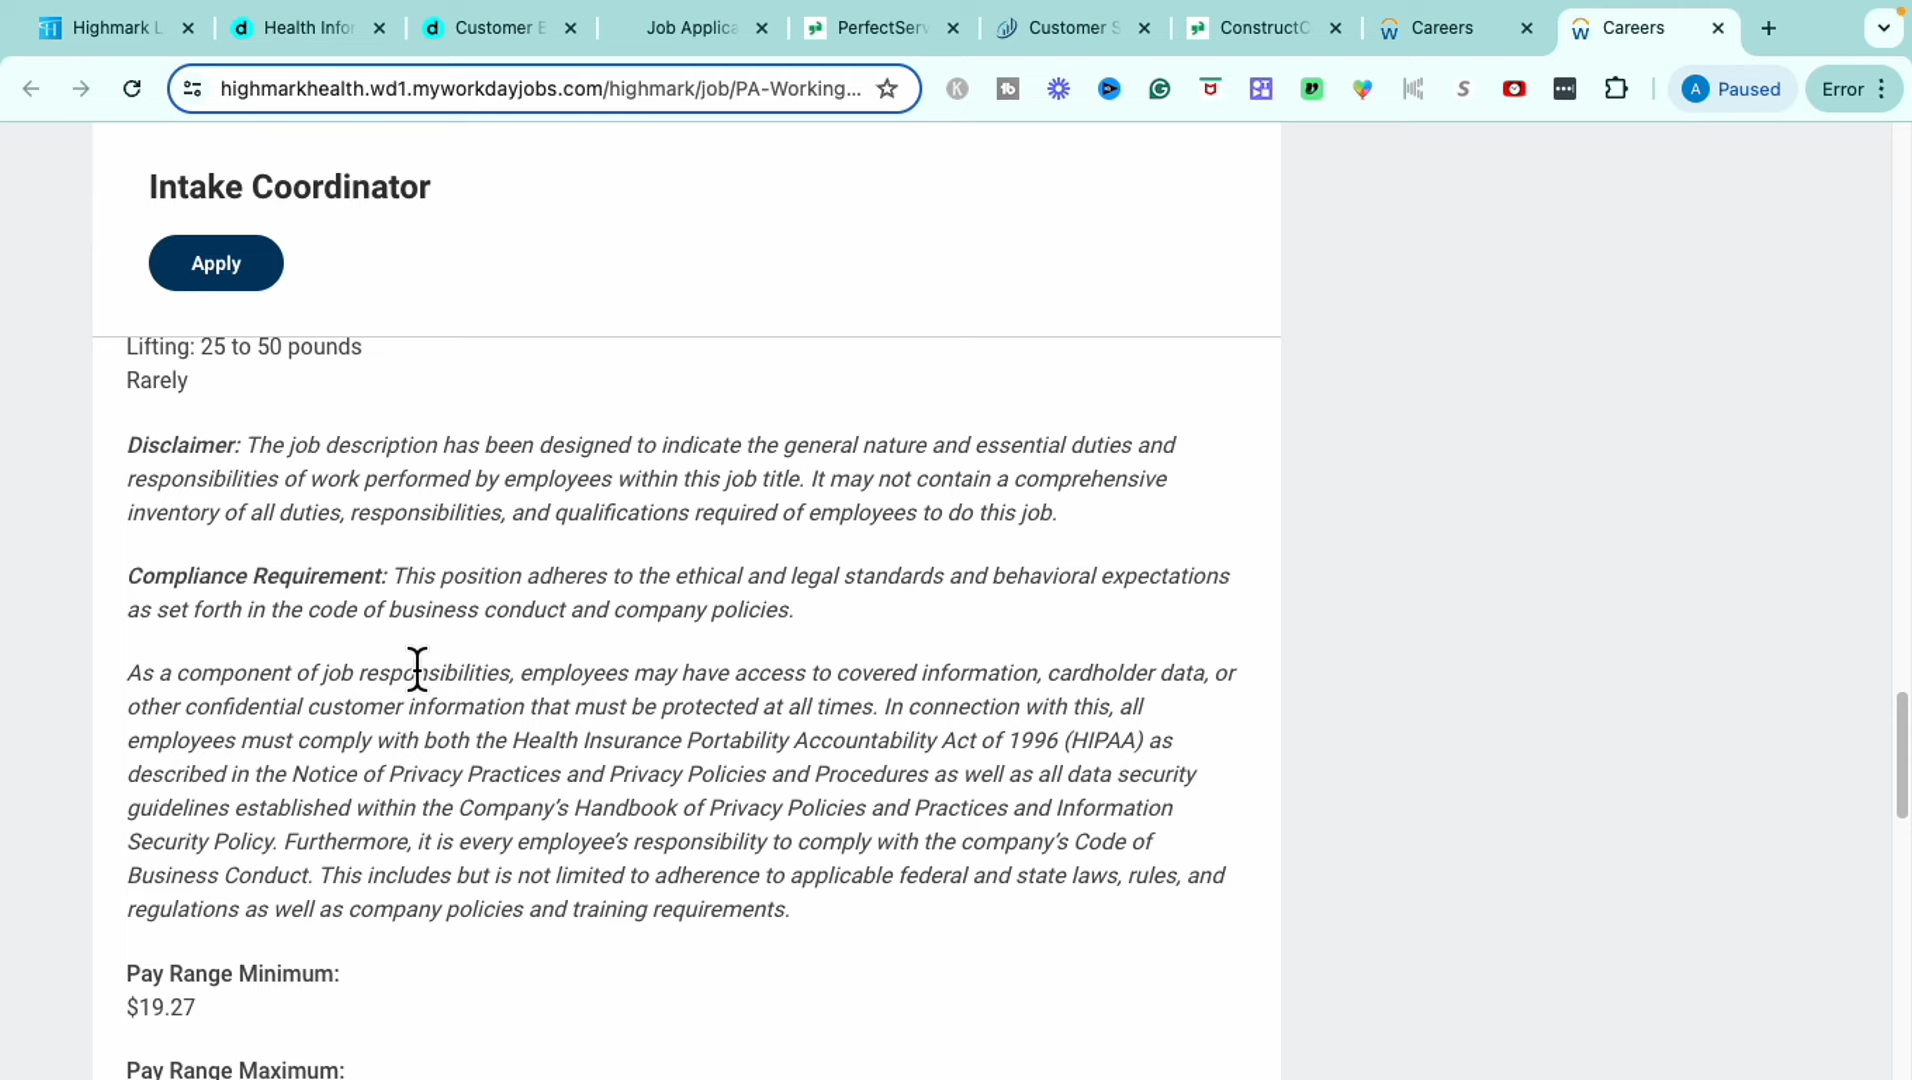 Highmark L
Health Infor
Customer E
Job Applica
PerfectServ
Customer S
ConstructC
Careers
Careers
highmarkhealth.wd1.myworkdayjobs.com/highmark/job/PA-Working...
K
tb
S
A
Paused
Error
Intake Coordinator
Apply
Lifting: 25 to 50 pounds
Rarely
Disclaimer: The job description has been designed to indicate the general nature and essential duties and
responsibilities of work performed by employees within this job title. It may not contain a comprehensive
inventory of all duties, responsibilities, and qualifications required of employees to do this job.
Compliance Requirement: This position adheres to the ethical and legal standards and behavioral expectations
as set forth in the code of business conduct and company policies.
As a component of job responsibilities, employees may have access to covered information, cardholder data, or
other confidential customer information that must be protected at all times. In connection with this, all
employees must comply with both the Health Insurance Portability Accountability Act of 1996 (HIPAA) as
described in the Notice of Privacy Practices and Privacy Policies and Procedures as well as all data security
guidelines established within the Company’s Handbook of Privacy Policies and Practices and Information
Security Policy. Furthermore, it is every employee’s responsibility to comply with the company’s Code of
Business Conduct. This includes but is not limited to adherence to applicable federal and state laws, rules, and
regulations as well as company policies and training requirements.
Pay Range Minimum:
$19.27
Pay Range Maximum: